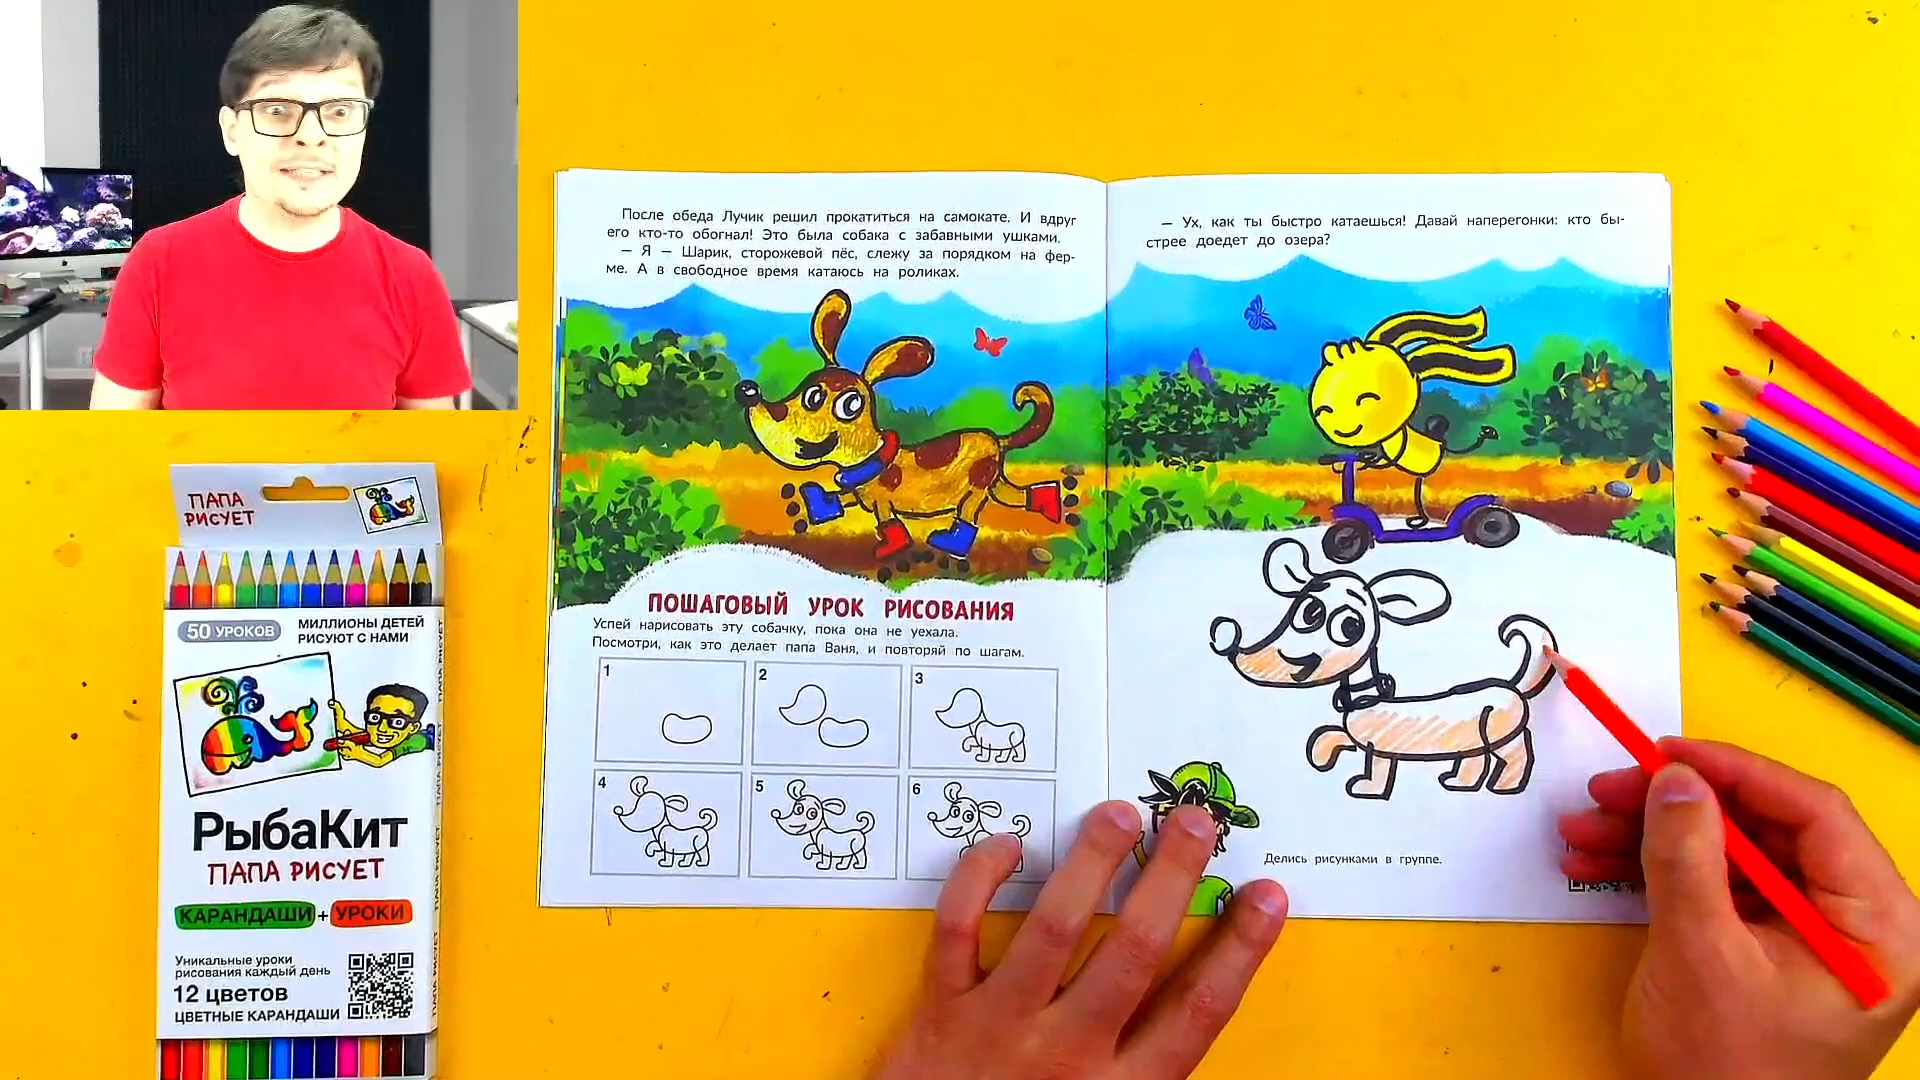 После обеда Лучик решил прокатиться на самокате. И вдруг
его кто-то обогнал! Это была собака с забавными ушками.
— Я — Шарик, сторожевой пёс, слежу за порядком на фер-
ме. А в свободное время катаюсь на роликах.
— Ух, как ты быстро катаешься! Давай наперегонки: кто бы-
стрее доедет до озера?
ПОШАГОВЫЙ УРОК РИСОВАНИЯ
Успей нарисовать эту собачку, пока она не уехала.
Посмотри, как это делает папа Ваня, и повторяй по шагам.
1
2
3
4
5
6
Делись рисунками в группе.
ПАПА
РИСУЕТ
50 УРОКОВ
МИЛЛИОНЫ ДЕТЕЙ
РИСУЮТ С НАМИ
РыбаКит
ПАПА РИСУЕТ
КАРАНДАШИ + УРОКИ
Уникальные уроки
рисования каждый день
12 цветов
ЦВЕТНЫЕ КАРАНДАШИ